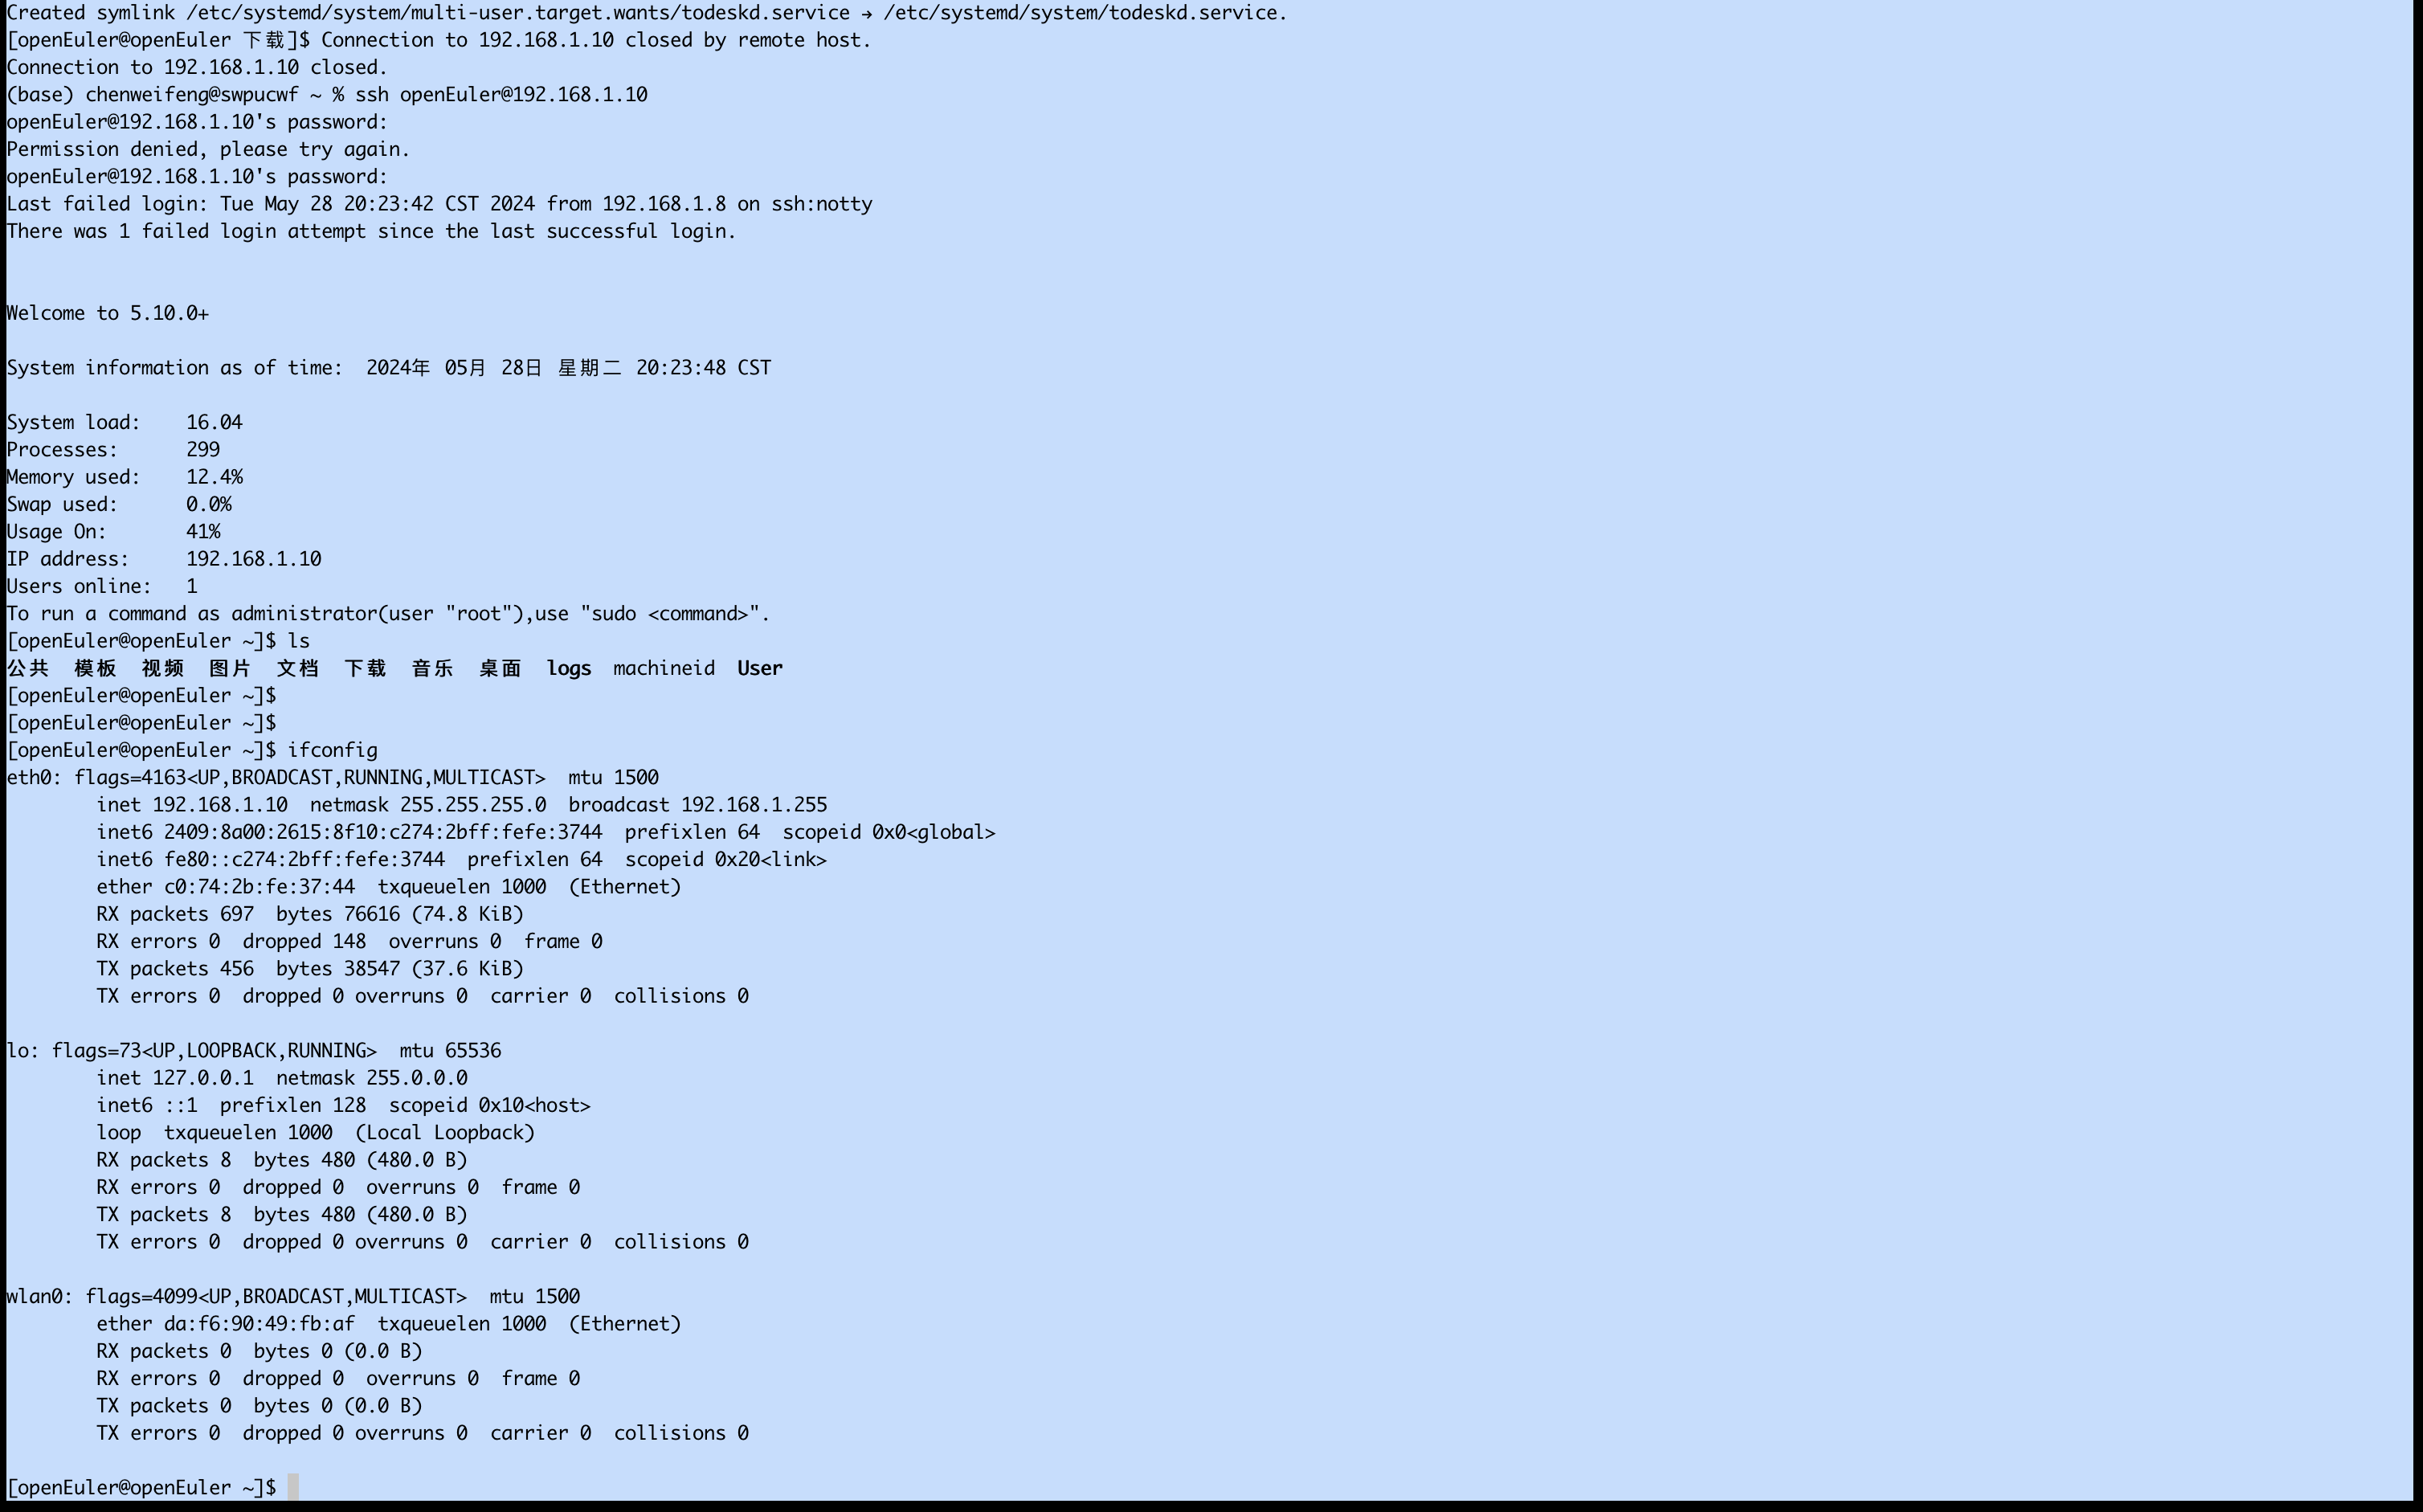 Created symlink /etc/systemd/system/multi-user.target.wants/todeskd.service → /etc/systemd/system/todeskd.service.
[openEuler@openEuler 下载]$ Connection to 192.168.1.10 closed by remote host.
Connection to 192.168.1.10 closed.
(base) chenweifeng@swpucwf ~ % ssh openEuler@192.168.1.10
openEuler@192.168.1.10's password:
Permission denied, please try again.
openEuler@192.168.1.10's password:
Last failed login: Tue May 28 20:23:42 CST 2024 from 192.168.1.8 on ssh:notty
There was 1 failed login attempt since the last successful login.
Welcome to 5.10.0+
System information as of time:  2024年 05月 28日 星期二 20:23:48 CST
System load:    16.04
Processes:      299
Memory used:    12.4%
Swap used:      0.0%
Usage On:       41%
IP address:     192.168.1.10
Users online:   1
To run a command as administrator(user "root"),use "sudo <command>".
[openEuler@openEuler ~]$ ls
公共  模板  视频  图片  文档  下载  音乐  桌面  logs  machineid  User
[openEuler@openEuler ~]$
[openEuler@openEuler ~]$
[openEuler@openEuler ~]$ ifconfig
eth0: flags=4163<UP,BROADCAST,RUNNING,MULTICAST>  mtu 1500
        inet 192.168.1.10  netmask 255.255.255.0  broadcast 192.168.1.255
        inet6 2409:8a00:2615:8f10:c274:2bff:fefe:3744  prefixlen 64  scopeid 0x0<global>
        inet6 fe80::c274:2bff:fefe:3744  prefixlen 64  scopeid 0x20<link>
        ether c0:74:2b:fe:37:44  txqueuelen 1000  (Ethernet)
        RX packets 697  bytes 76616 (74.8 KiB)
        RX errors 0  dropped 148  overruns 0  frame 0
        TX packets 456  bytes 38547 (37.6 KiB)
        TX errors 0  dropped 0 overruns 0  carrier 0  collisions 0
lo: flags=73<UP,LOOPBACK,RUNNING>  mtu 65536
        inet 127.0.0.1  netmask 255.0.0.0
        inet6 ::1  prefixlen 128  scopeid 0x10<host>
        loop  txqueuelen 1000  (Local Loopback)
        RX packets 8  bytes 480 (480.0 B)
        RX errors 0  dropped 0  overruns 0  frame 0
        TX packets 8  bytes 480 (480.0 B)
        TX errors 0  dropped 0 overruns 0  carrier 0  collisions 0
wlan0: flags=4099<UP,BROADCAST,MULTICAST>  mtu 1500
        ether da:f6:90:49:fb:af  txqueuelen 1000  (Ethernet)
        RX packets 0  bytes 0 (0.0 B)
        RX errors 0  dropped 0  overruns 0  frame 0
        TX packets 0  bytes 0 (0.0 B)
        TX errors 0  dropped 0 overruns 0  carrier 0  collisions 0
[openEuler@openEuler ~]$